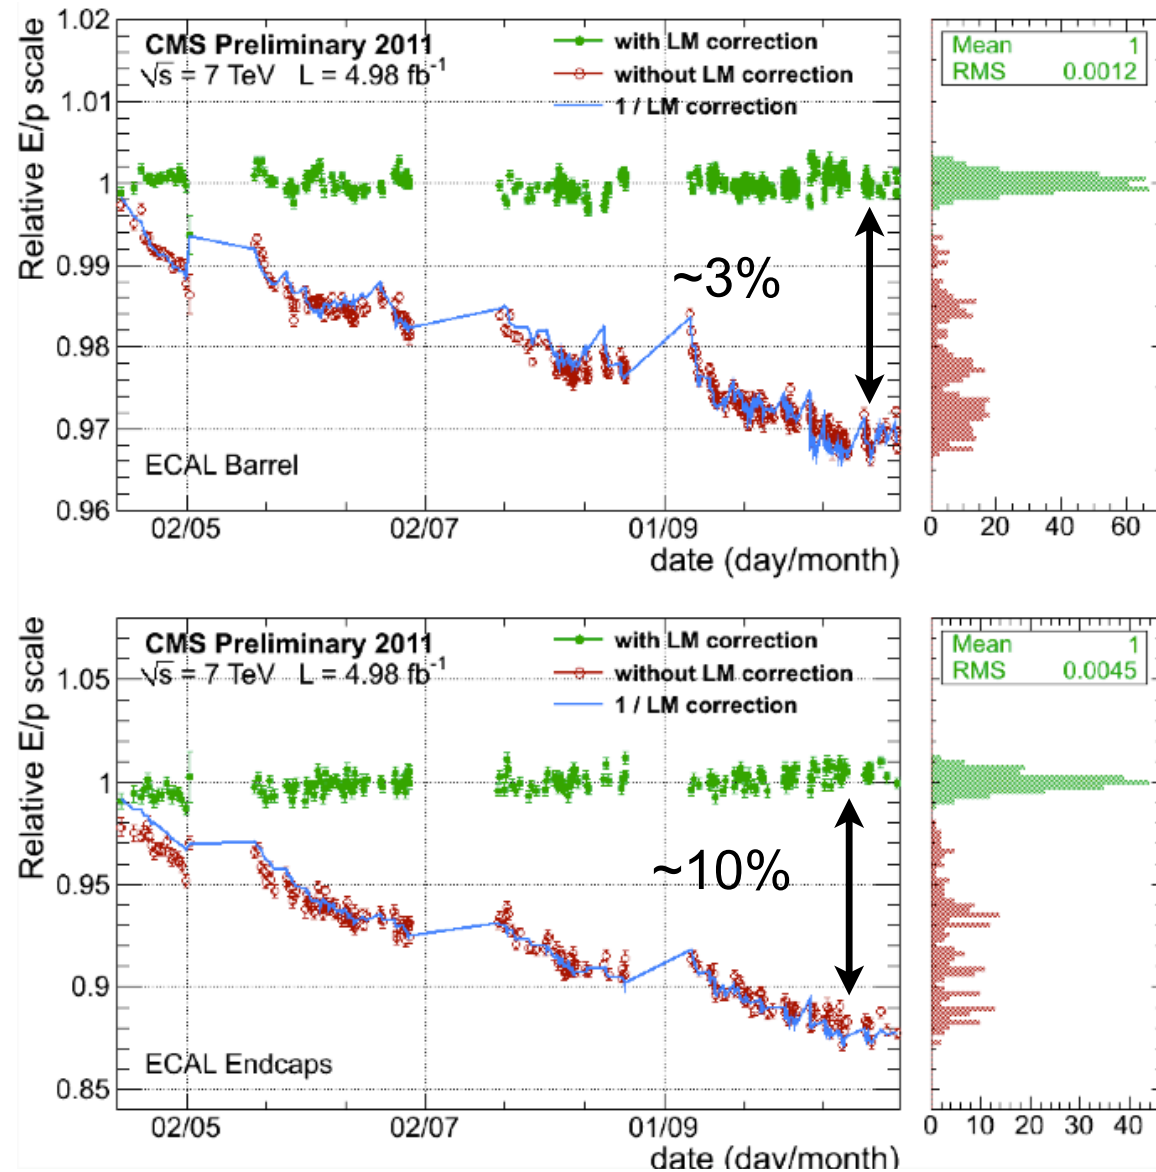 Relative E/p scale
1.02
1.01
1
0.99
0.98
0.97
0.96
CMS Preliminary 2011
√s = 7 TeV L = 4.98 fb⁻¹
with LM correction
without LM correction
1 / LM correction
~3%
ECAL Barrel
02/05 02/07 01/09
date (day/month)
Mean 1
RMS 0.0012
0 20 40 60
Relative E/p scale
1.05
1
0.95
0.9
0.85
CMS Preliminary 2011
√s = 7 TeV L = 4.98 fb⁻¹
with LM correction
without LM correction
1 / LM correction
~10%
ECAL Endcaps
02/05 02/07 01/09
date (day/month)
Mean 1
RMS 0.0045
0 10 20 30 40